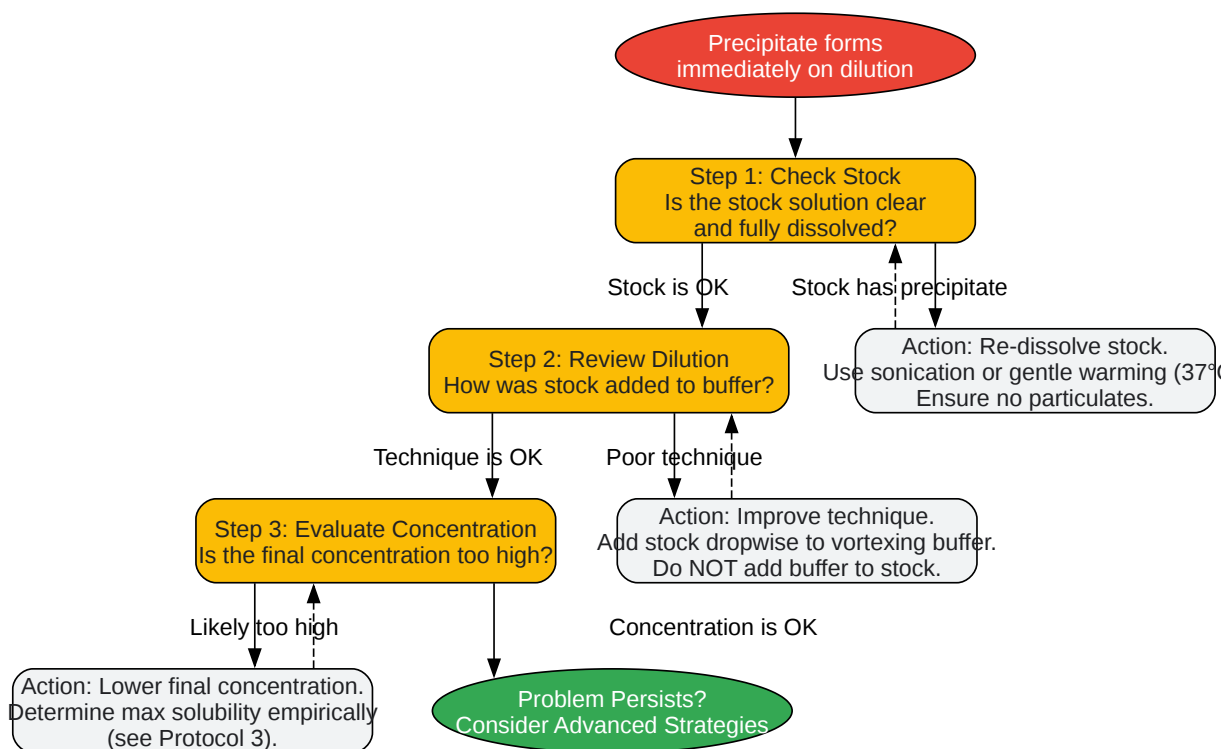 Precipitate forms
immediately on dilution
Step 1: Check Stock
Is the stock solution clear
and fully dissolved?
Stock is OK
Stock has precipitate
Step 2: Review Dilution
How was stock added to buffer?
Action: Re-dissolve stock.
Use sonication or gentle warming (37°C
Ensure no particulates.
Technique is OK
Poor technique
Step 3: Evaluate Concentration
Is the final concentration too high?
Action: Improve technique.
Add stock dropwise to vortexing buffer.
Do NOT add buffer to stock.
Likely too high
Concentration is OK
Action: Lower final concentration.
Determine max solubility empirically
(see Protocol 3).
Problem Persists?
Consider Advanced Strategies